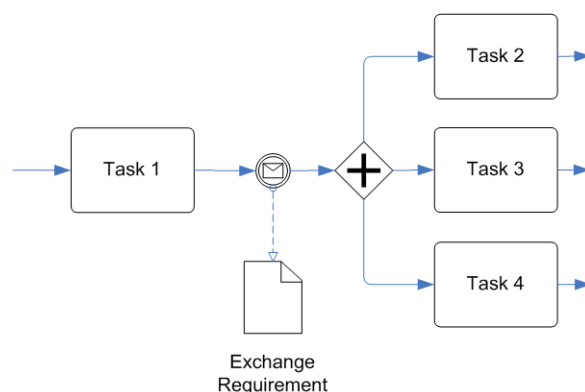 Task 2
Task 1
Task 3
Task 4
Exchange
Requirement